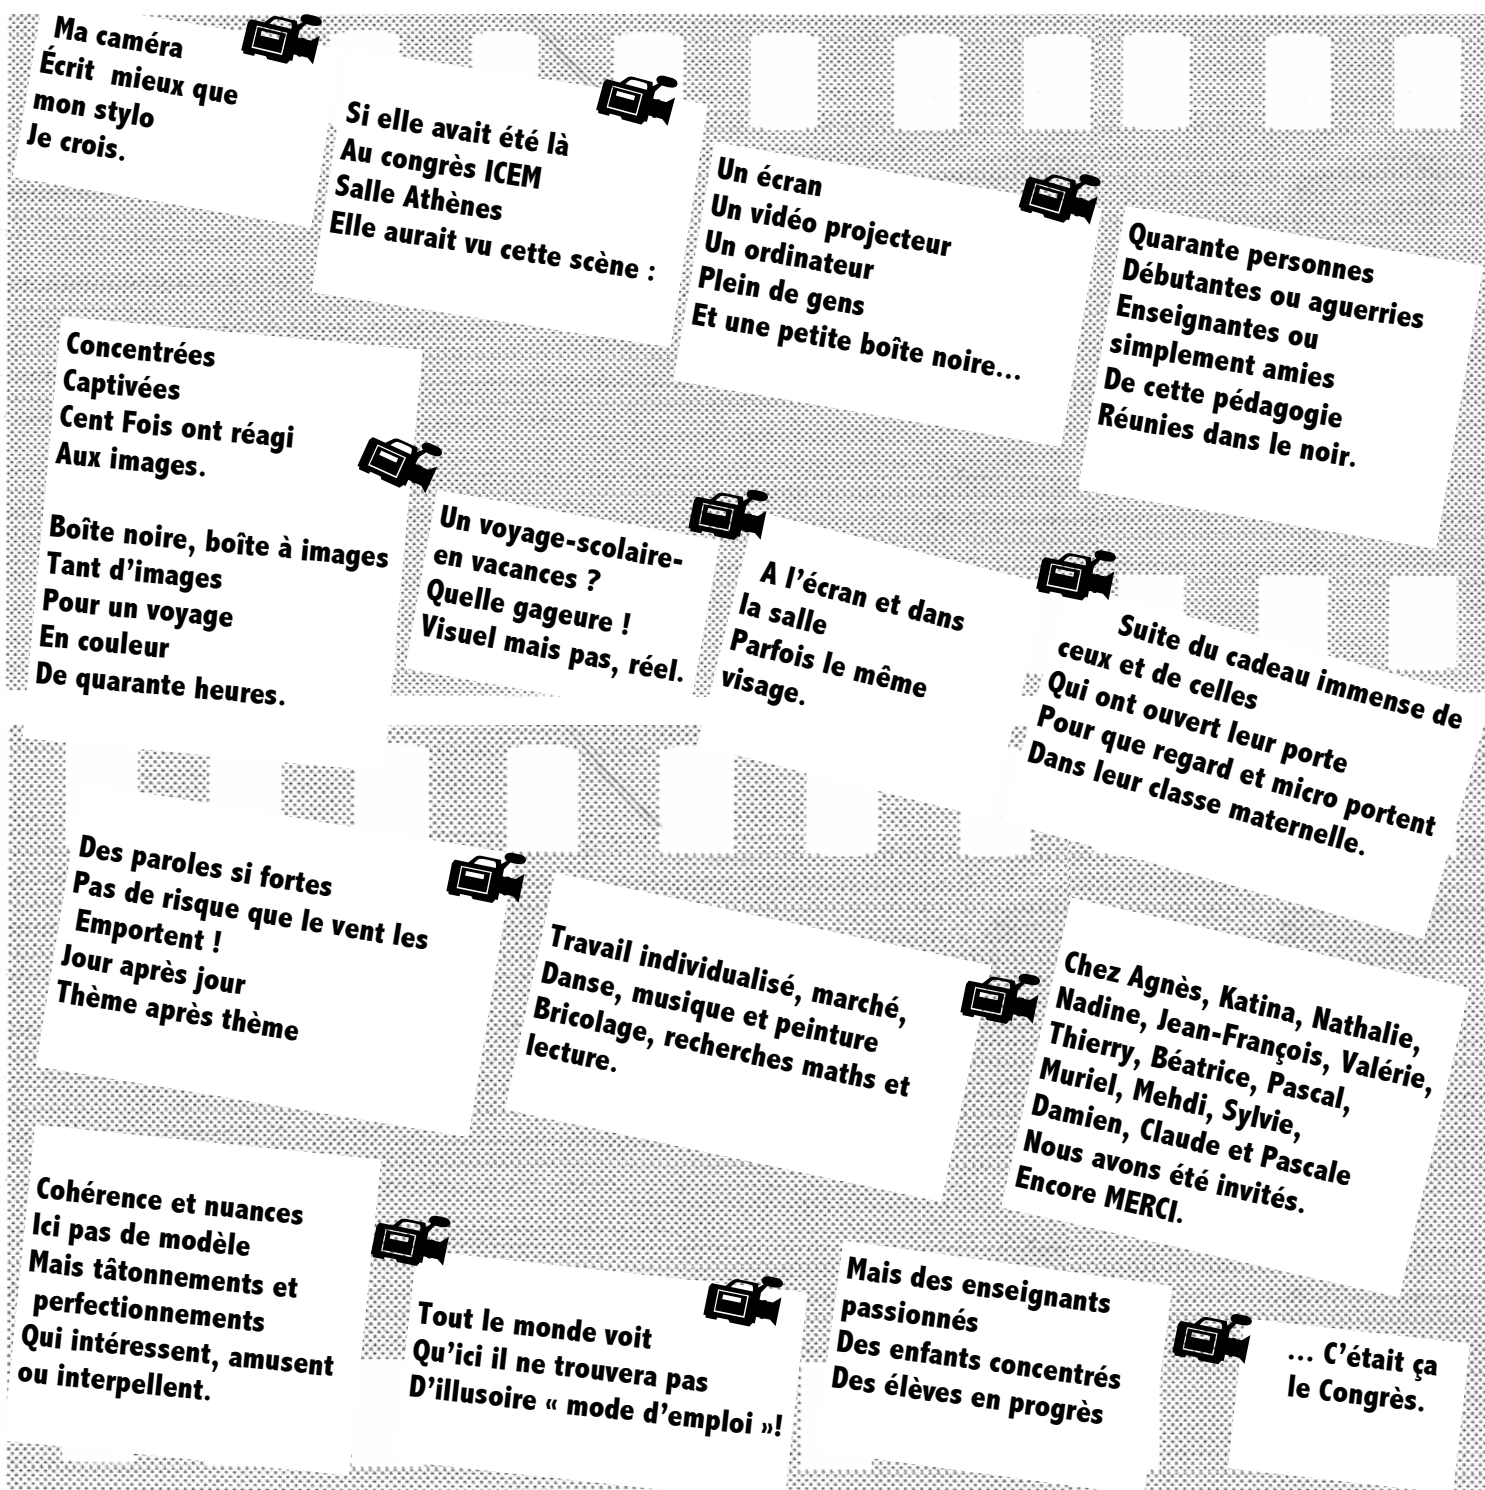 Ma caméra
Écrit mieux que
mon stylo
Je crois.
Si elle avait été là
Au congrès ICEM
Salle Athènes
Elle aurait vu cette scène :
Un écran
Un vidéo projecteur
Un ordinateur
Plein de gens
Et une petite boîte noire...
Quarante personnes
Débutantes ou aguerries
Enseignantes ou
simplement amies
De cette pédagogie
Réunies dans le noir.
Concentrées
Captivées
Cent Fois ont réagi
Aux images.
Boîte noire, boîte à images
Tant d'images
Pour un voyage
En couleur
De quarante heures.
Un voyage-scolaire-
en vacances ?
Quelle gageure !
Visuel mais pas, réel.
A l'écran et dans
la salle
Parfois le même
visage.
Suite du cadeau immense de
ceux et de celles
Qui ont ouvert leur porte
Pour que regard et micro portent
Dans leur classe maternelle.
Des paroles si fortes
Pas de risque que le vent les
Emportent !
Jour après jour
Thème après thème
Travail individualisé, marché,
Danse, musique et peinture
Bricolage, recherches maths et
lecture.
Chez Agnès, Katina, Nathalie,
Nadine, Jean-François, Valérie,
Thierry, Béatrice, Pascal,
Muriel, Mehdi, Sylvie,
Damien, Claude et Pascale
Nous avons été invités.
Encore MERCI.
Cohérence et nuances
Ici pas de modèle
Mais tâtonnements et
perfectionnements
Qui intéressent, amusent
ou interpellent.
Tout le monde voit
Qu'ici il ne trouvera pas
D'illusoire « mode d'emploi »!
Mais des enseignants
passionnés
Des enfants concentrés
Des élèves en progrès
... C'était ça
le Congrès.